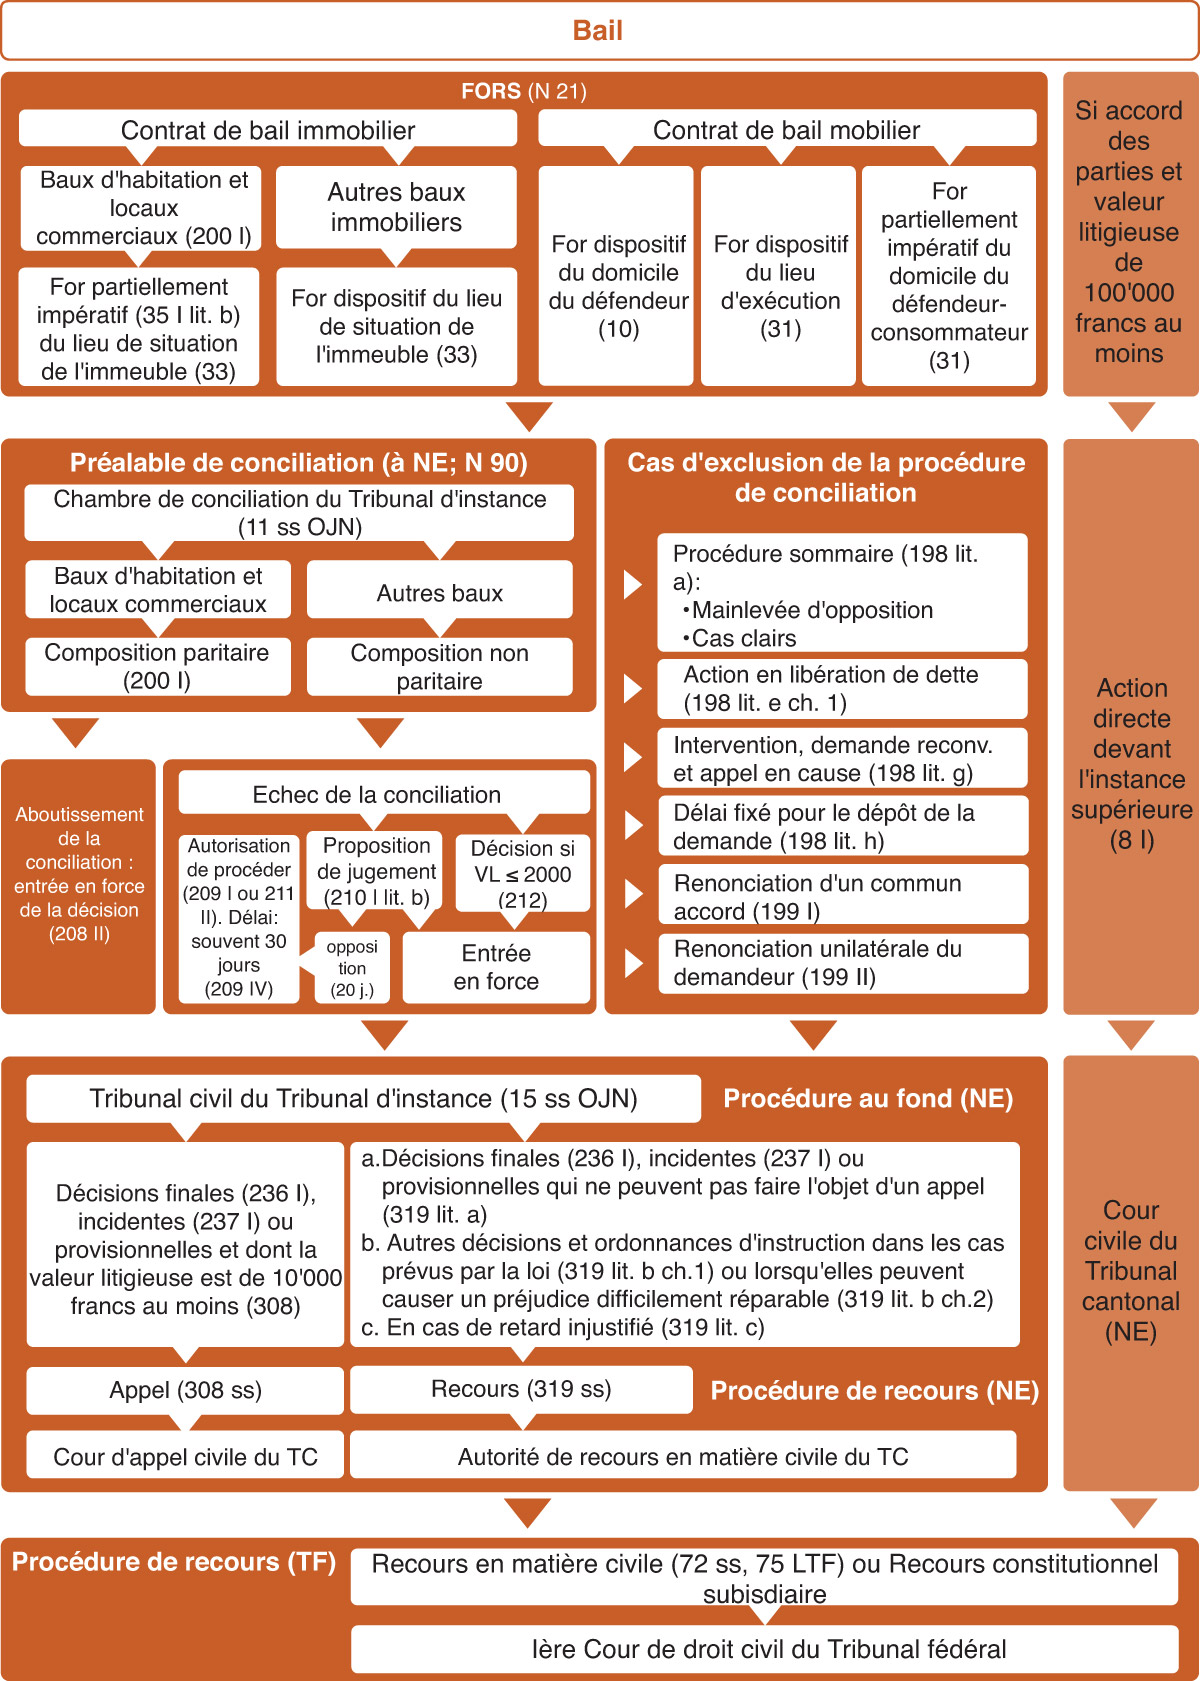 Bail
FORS (N 21)
Contrat de bail immobilier
Baux d'habitation et
locaux
commerciaux (200 I)
For partiellement
impératif (35 I lit. b)
du lieu de situation
de l'immeuble (33)
Autres baux
immobiliers
For dispositif du lieu
de situation de
l'immeuble (33)
Contrat de bail mobilier
For dispositif
du domicile
du défendeur
(10)
For dispositif
du lieu
d'exécution
(31)
For
partiellement
impératif du
domicile du
défendeur-
consommateur
(31)
Si accord
des
parties et
valeur
litigieuse
de
100'000
francs au
moins
Préalable de conciliation (à NE; N 90)
Chambre de conciliation du Tribunal d'instance
(11 ss OJN)
Baux d'habitation et
locaux commerciaux
Composition paritaire
(200 I)
Autres baux
Composition non
paritaire
Aboutissement
de la
conciliation :
entrée en force
de la décision
(208 II)
Echec de la conciliation
Autorisation
de procéder
(209 I ou 211
II). Délai:
souvent 30
jours
(209 IV)
Proposition
de jugement
(210 I lit. b)
opposi
tion
(20 j.)
Décision si
VL ≤ 2000
(212)
Entrée
en force
Cas d'exclusion de la procédure
de conciliation
Procédure sommaire (198 lit.
a):
•Mainlevée d'opposition
•Cas clairs
Action en libération de dette
(198 lit. e ch. 1)
Intervention, demande reconv.
et appel en cause (198 lit. g)
Délai fixé pour le dépôt de la
demande (198 lit. h)
Renonciation d'un commun
accord (199 I)
Renonciation unilatérale du
demandeur (199 II)
Action
directe
devant
l'instance
supérieure
(8 I)
Tribunal civil du Tribunal d'instance (15 ss OJN)
Procédure au fond (NE)
Décisions finales (236 I),
incidentes (237 I) ou
provisionnelles et dont la
valeur litigieuse est de 10'000
francs au moins (308)
a.Décisions finales (236 I), incidentes (237 I) ou
provisionnelles qui ne peuvent pas faire l'objet d'un appel
(319 lit. a)
b. Autres décisions et ordonnances d'instruction dans les cas
prévus par la loi (319 lit. b ch.1) ou lorsqu'elles peuvent
causer un préjudice difficilement réparable (319 lit. b ch.2)
c. En cas de retard injustifié (319 lit. c)
Appel (308 ss)
Recours (319 ss)
Procédure de recours (NE)
Cour d'appel civile du TC
Autorité de recours en matière civile du TC
Cour
civile du
Tribunal
cantonal
(NE)
Procédure de recours (TF)
Recours en matière civile (72 ss, 75 LTF) ou Recours constitutionnel
subisdiaire
Ière Cour de droit civil du Tribunal fédéral